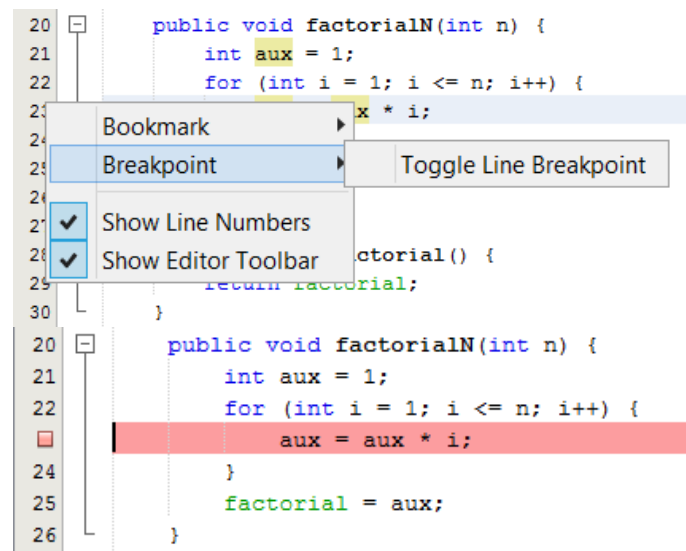 20 public void factorialN(int n) {
21 int aux = 1;
22 for (int i = 1; i <= n; i++) {
x * i;
Bookmark
Breakpoint
Toggle Line Breakpoint
Show Line Numbers
Show Editor Toolbar
ctorial() {
29 return factorial;
30 }
20 public void factorialN(int n) {
21 int aux = 1;
22 for (int i = 1; i <= n; i++) {
aux = aux * i;
24 }
25 factorial = aux;
26 }